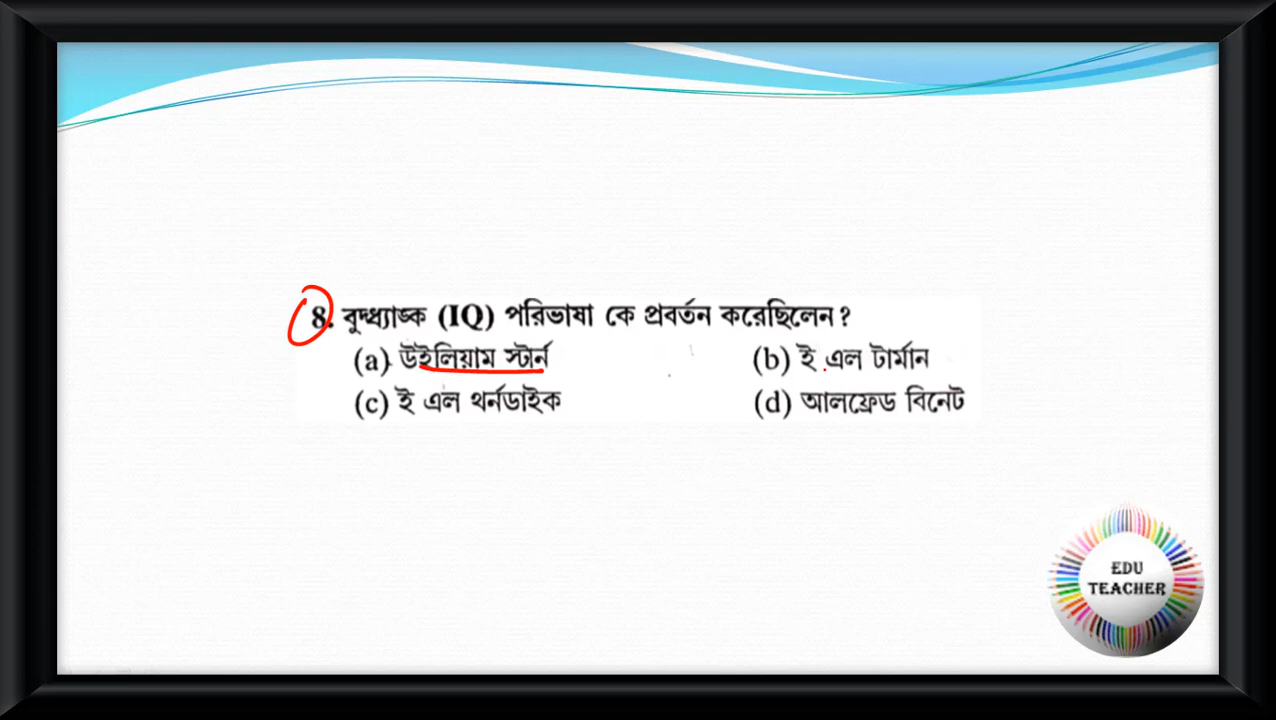 8. বুদ্ধ্যাঙ্ক (IQ) পরিভাষা কে প্রবর্তন করেছিলেন?
(a) উইলিয়াম স্টার্ন (b) ই এল টার্মান
(c) ই এল থর্নডাইক (d) আলফ্রেড বিনেট
EDU
TEACHER